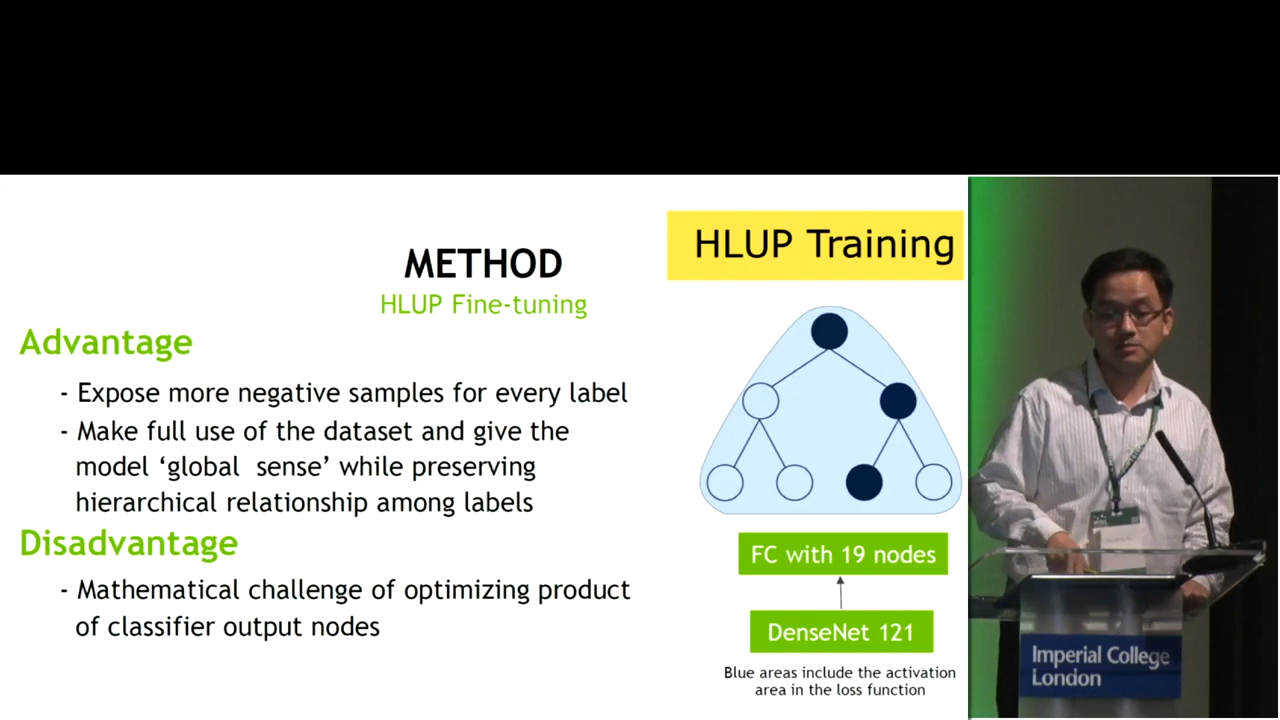 METHOD
HLUP Fine-tuning
Advantage
- Expose more negative samples for every label
- Make full use of the dataset and give the
model ‘global sense’ while preserving
hierarchical relationship among labels
Disadvantage
- Mathematical challenge of optimizing product
of classifier output nodes
HLUP Training
FC with 19 nodes
DenseNet 121
Blue areas include the activation
area in the loss function
Imperial College
London